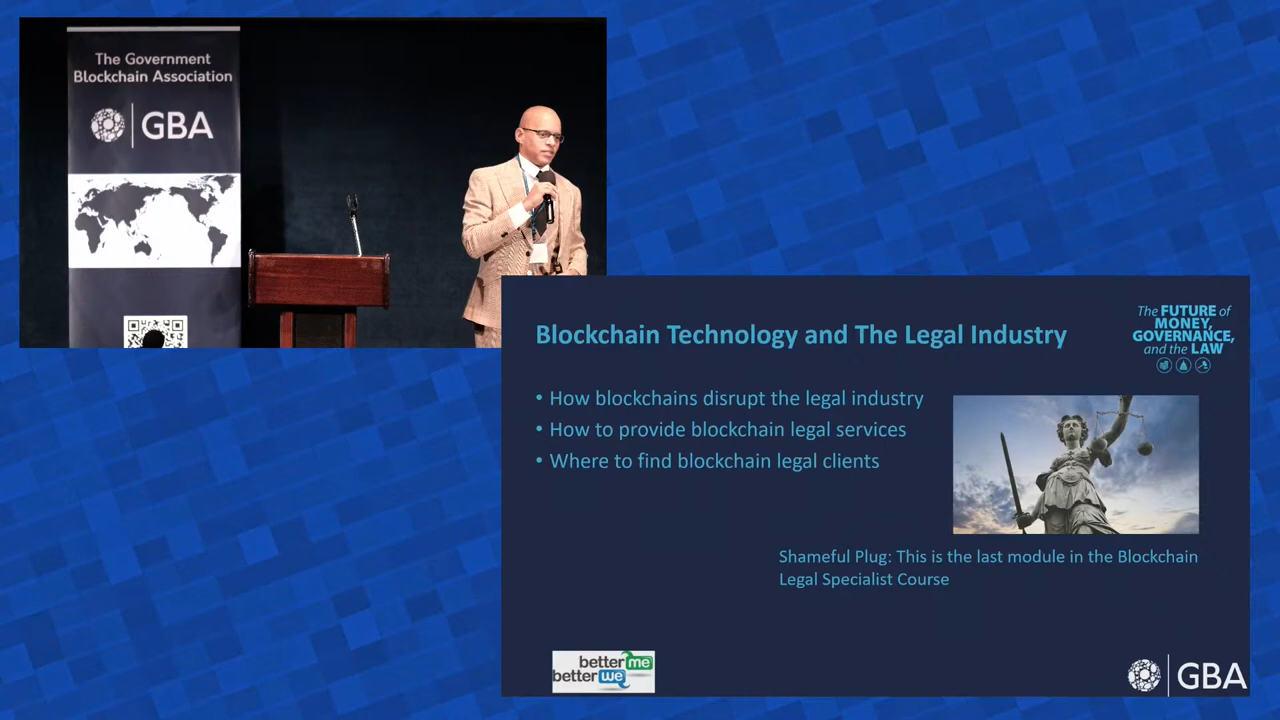 The Government
Blockchain Association
GBA
Blockchain Technology and The Legal Industry
The FUTURE of
MONEY,
GOVERNANCE,
and the LAW
• How blockchains disrupt the legal industry
• How to provide blockchain legal services
• Where to find blockchain legal clients
Shameful Plug: This is the last module in the Blockchain
Legal Specialist Course
better me
better we
GBA